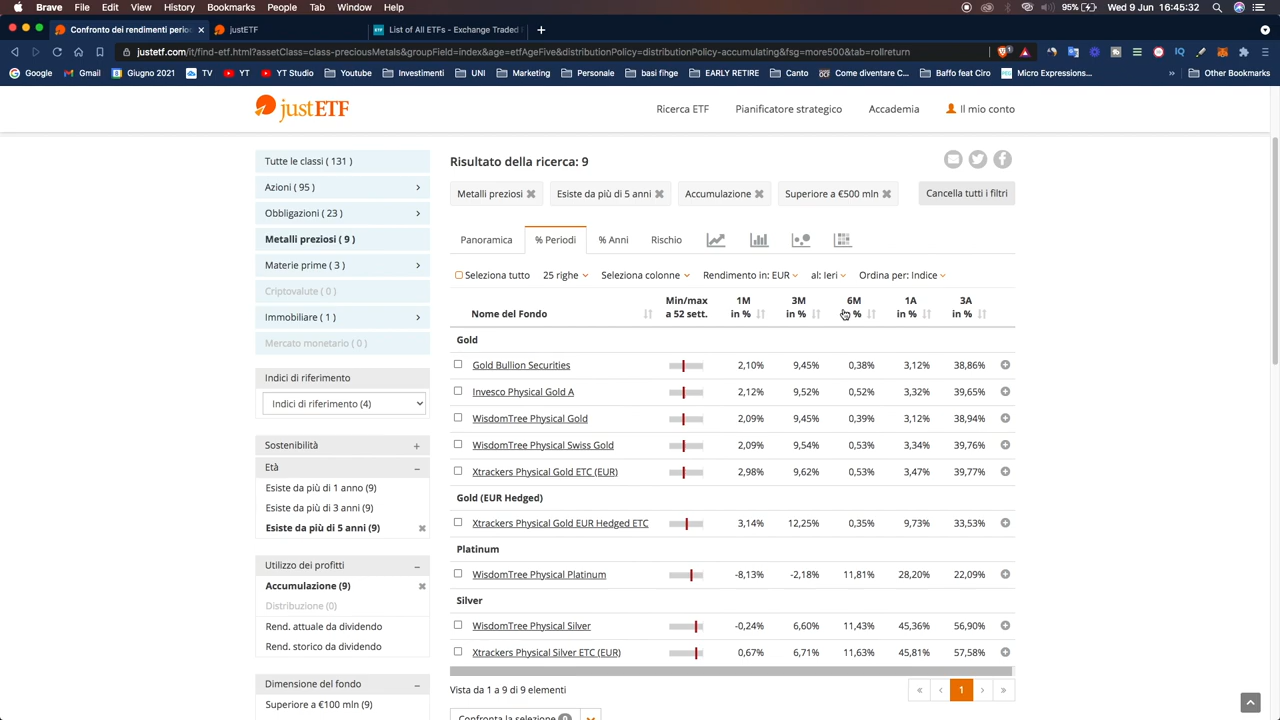 Brave File Edit View History Bookmarks Profiles Tab Window Help
95% Wed 30 Jun 15:45:32
Confronto dei rendimenti perio × justETF List of All ETFs - Exchange Traded +
justetf.com/it/find-etf.html?assetClass=class-preciousMetals&groupField=index&ageEtfAgeFive&distributionPolicy=distributionPolicy-accumulating&fsg=more500&tab=rollreturn
Google Gmail Giugno 2021 TV YT YT Studio Youtube Investimenti UTH Marketing Personale basi fihge EARLY RETIRE Canto Come diventare C... Baffo feat Ciro Micro Expressions... » Other Bookmarks
justETF
Ricerca ETF Pianificatore strategico Accademia Il mio conto
Tutte le classi ( 131 )
Azioni ( 95 )
Obbligazioni ( 23 )
Metalli preziosi ( 9 )
Materie prime ( 3 )
Criptovalute ( 0 )
Immobiliare ( 1 )
Mercato monetario ( 0 )
Indici di riferimento
Indici di riferimento (4)
Sostenibilità +
Età –
Esiste da più di 1 anno (9)
Esiste da più di 3 anni (9)
Esiste da più di 5 anni (9) ×
Utilizzo dei profitti –
Accumulazione (9) ×
Distribuzione (0)
Rend. attuale da dividendo
Rend. storico da dividendo
Dimensione del fondo –
Superiore a €100 mln (9)
Risultato della ricerca: 9
Metalli preziosi × Esiste da più di 5 anni × Accumulazione × Superiore a €500 mln × Cancella tutti i filtri
Panoramica % Periodi % Anni Rischio
Seleziona tutto 25 righe Seleziona colonne Rendimento in: EUR al: Ieri Ordina per: Indice
Nome del Fondo Min/max a 52 sett. 1M in % 3M in % 6M % 1A in % 3A in %
Gold
Gold Bullion Securities 2,10% 9,45% 0,38% 3,12% 38,86%
Invesco Physical Gold A 2,12% 9,52% 0,52% 3,32% 39,65%
WisdomTree Physical Gold 2,09% 9,45% 0,39% 3,12% 38,94%
WisdomTree Physical Swiss Gold 2,09% 9,54% 0,53% 3,34% 39,76%
Xtrackers Physical Gold ETC (EUR) 2,98% 9,62% 0,53% 3,47% 39,77%
Gold (EUR Hedged)
Xtrackers Physical Gold EUR Hedged ETC 3,14% 12,25% 0,35% 9,73% 33,53%
Platinum
WisdomTree Physical Platinum -8,13% -2,18% 11,81% 28,20% 22,09%
Silver
WisdomTree Physical Silver -0,24% 6,60% 11,43% 45,36% 56,90%
Xtrackers Physical Silver ETC (EUR) 0,67% 6,71% 11,63% 45,81% 57,58%
Vista da 1 a 9 di 9 elementi « ‹ 1 › »
Confronta la selezione 0